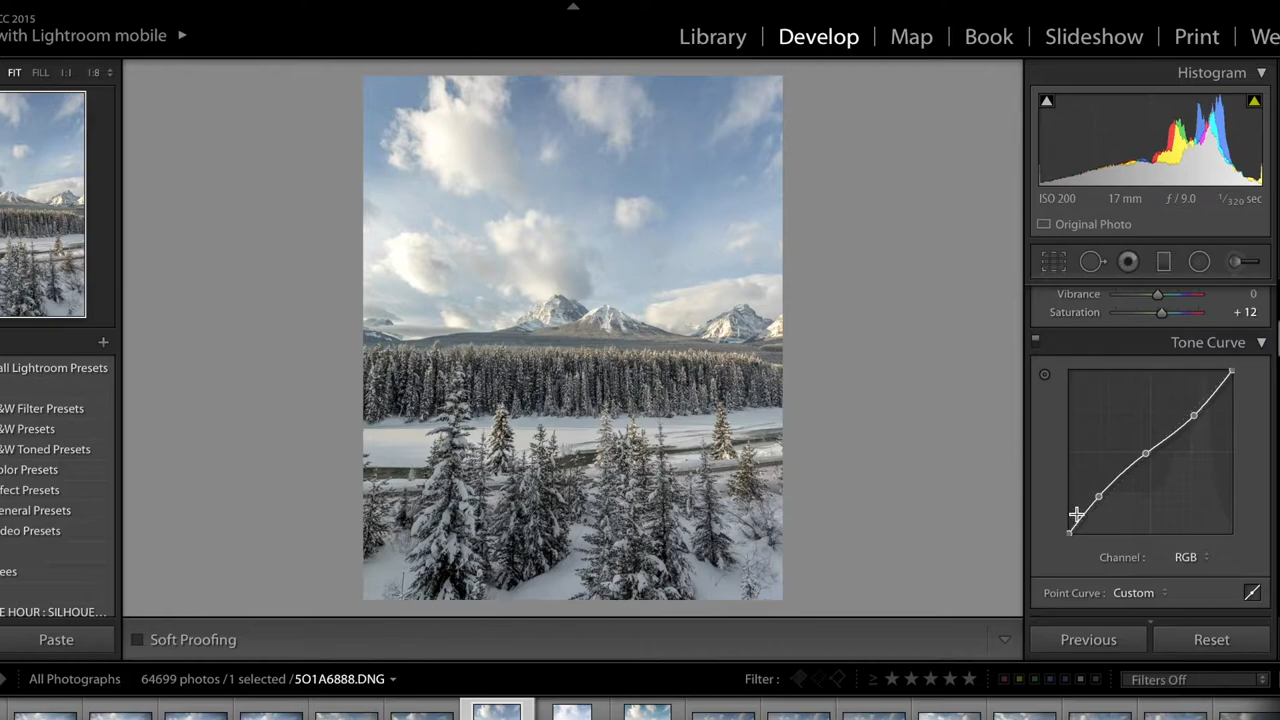 CC 2015
with Lightroom mobile
Library | Develop | Map | Book | Slideshow | Print | We
FIT FILL 1:1 1:8
Histogram
ISO 200 17 mm ƒ / 9.0 1/320 sec
Original Photo
Vibrance 0
Saturation + 12
Tone Curve
all Lightroom Presets
&W Filter Presets
&W Presets
&W Toned Presets
olor Presets
fect Presets
eneral Presets
ideo Presets
ees
E HOUR : SILHOUE...
Channel : RGB
Point Curve : Custom
Paste
Soft Proofing
Previous
Reset
All Photographs
64699 photos / 1 selected / 5O1A6888.DNG
Filter :
≥
Filters Off